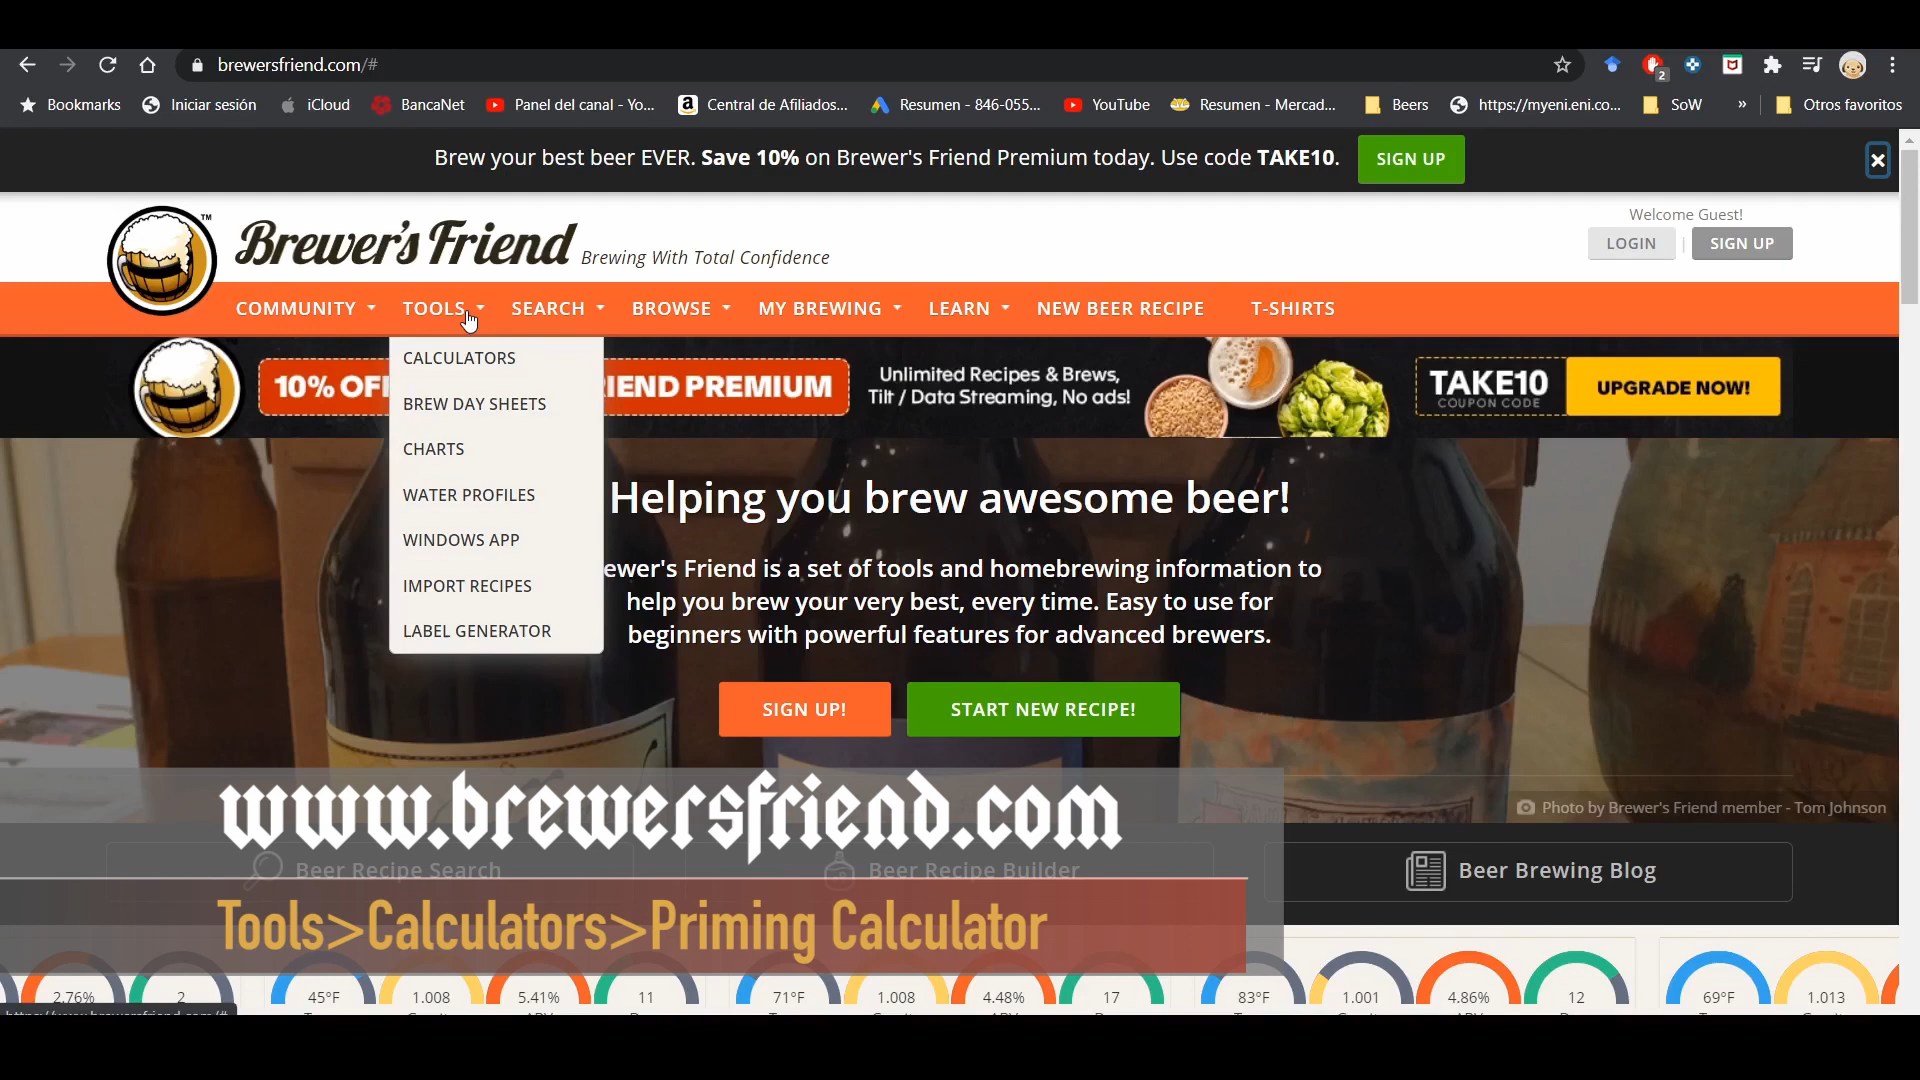 brewersfriend.com/#
2
Bookmarks Iniciar sesión iCloud BancaNet Panel del canal - Yo... Central de Afiliados... Resumen - 846-055... YouTube Resumen - Mercad... Beers https://myeni.eni.co... SoW » Otros favoritos
Brew your best beer EVER. Save 10% on Brewer's Friend Premium today. Use code TAKE10. SIGN UP
Welcome Guest!
Brewer's Friend Brewing With Total Confidence
LOGIN | SIGN UP
COMMUNITY TOOLS SEARCH BROWSE MY BREWING LEARN NEW BEER RECIPE T-SHIRTS
CALCULATORS
BREW DAY SHEETS
CHARTS
WATER PROFILES
WINDOWS APP
IMPORT RECIPES
LABEL GENERATOR
10% OFF IEND PREMIUM
Unlimited Recipes & Brews,
Tilt / Data Streaming, No ads!
TAKE10
COUPON CODE
UPGRADE NOW!
Helping you brew awesome beer!
ewer's Friend is a set of tools and homebrewing information to
help you brew your very best, every time. Easy to use for
beginners with powerful features for advanced brewers.
SIGN UP! START NEW RECIPE!
Photo by Brewer's Friend member - Tom Johnson
www.brewersfriend.com
Beer Recipe Search Beer Recipe Builder Beer Brewing Blog
Tools>Calculators>Priming Calculator
2.76% 2 45°F 1.008 5.41% 11 71°F 1.008 4.48% 17 83°F 1.001 4.86% 12 69°F 1.013